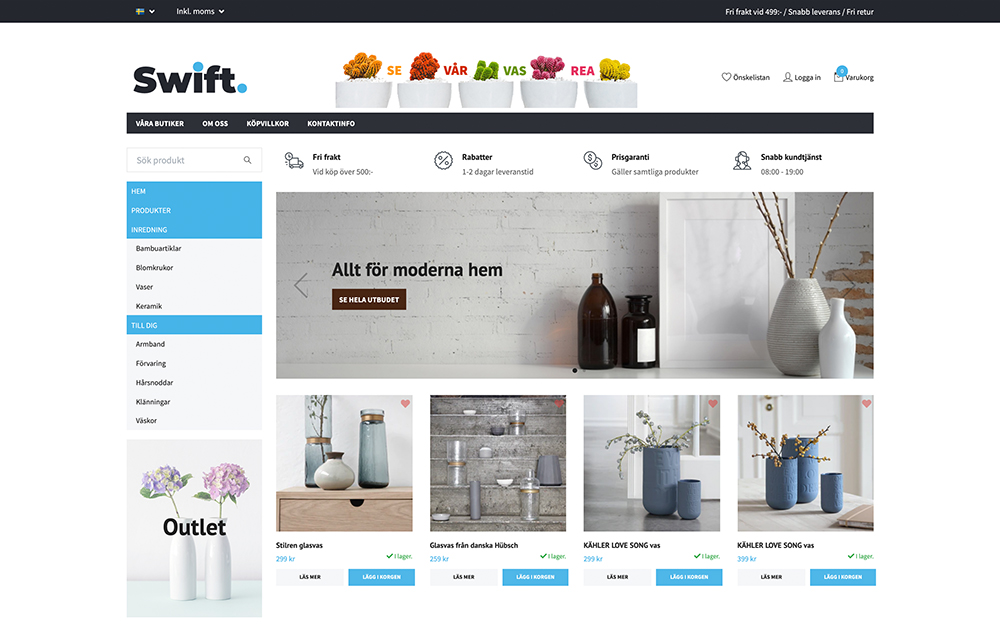 Inkl. moms
Fri frakt vid 499:- / Snabb leverans / Fri retur
Swift.
SE VÅR VAS REA
Önskelistan
Logga in
0
Varukorg
VÅRA BUTIKER
OM OSS
KÖPVILLKOR
KONTAKTINFO
Sök produkt
Fri frakt
Vid köp över 500:-
Rabatter
1-2 dagar leveranstid
Prisgaranti
Gäller samtliga produkter
Snabb kundtjänst
08:00 - 19:00
HEM
PRODUKTER
INREDNING
Bambuartiklar
Blomkrukor
Vaser
Keramik
TILL DIG
Armband
Förvaring
Hårsnoddar
Klänningar
Väskor
Outlet
Allt för moderna hem
SE HELA UTBUDET
Stilren glasvas
299 kr
I lager.
LÄS MER
LÄGG I KORGEN
Glasvas från danska Hübsch
259 kr
I lager.
LÄS MER
LÄGG I KORGEN
KÄHLER LOVE SONG vas
299 kr
I lager.
LÄS MER
LÄGG I KORGEN
KÄHLER LOVE SONG vas
399 kr
I lager.
LÄS MER
LÄGG I KORGEN